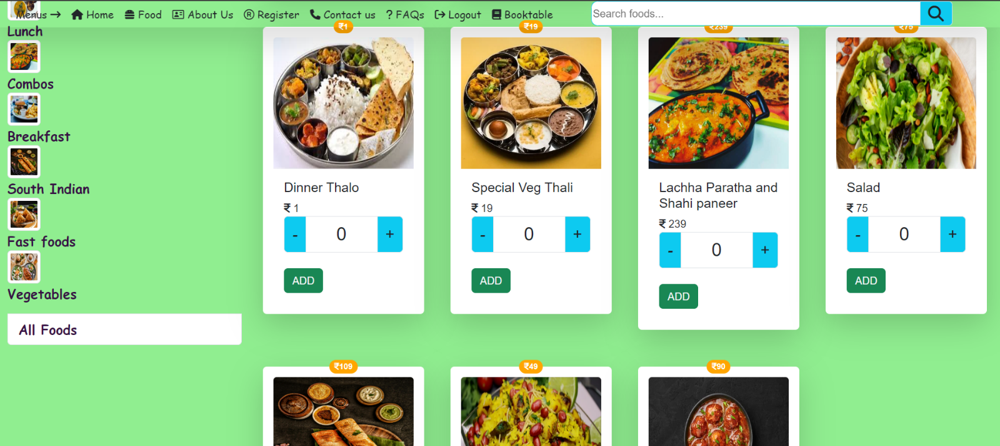 Menus → Home Food About Us Register Contact us ? FAQs Logout Booktable Search foods...
Lunch
Combos
Breakfast
South Indian
Fast foods
Vegetables
All Foods
₹1
Dinner Thalo
₹ 1
- 0 +
ADD
₹19
Special Veg Thali
₹ 19
- 0 +
ADD
₹239
Lachha Paratha and
Shahi paneer
₹ 239
- 0 +
ADD
₹75
Salad
₹ 75
- 0 +
ADD
₹109
₹49
₹90